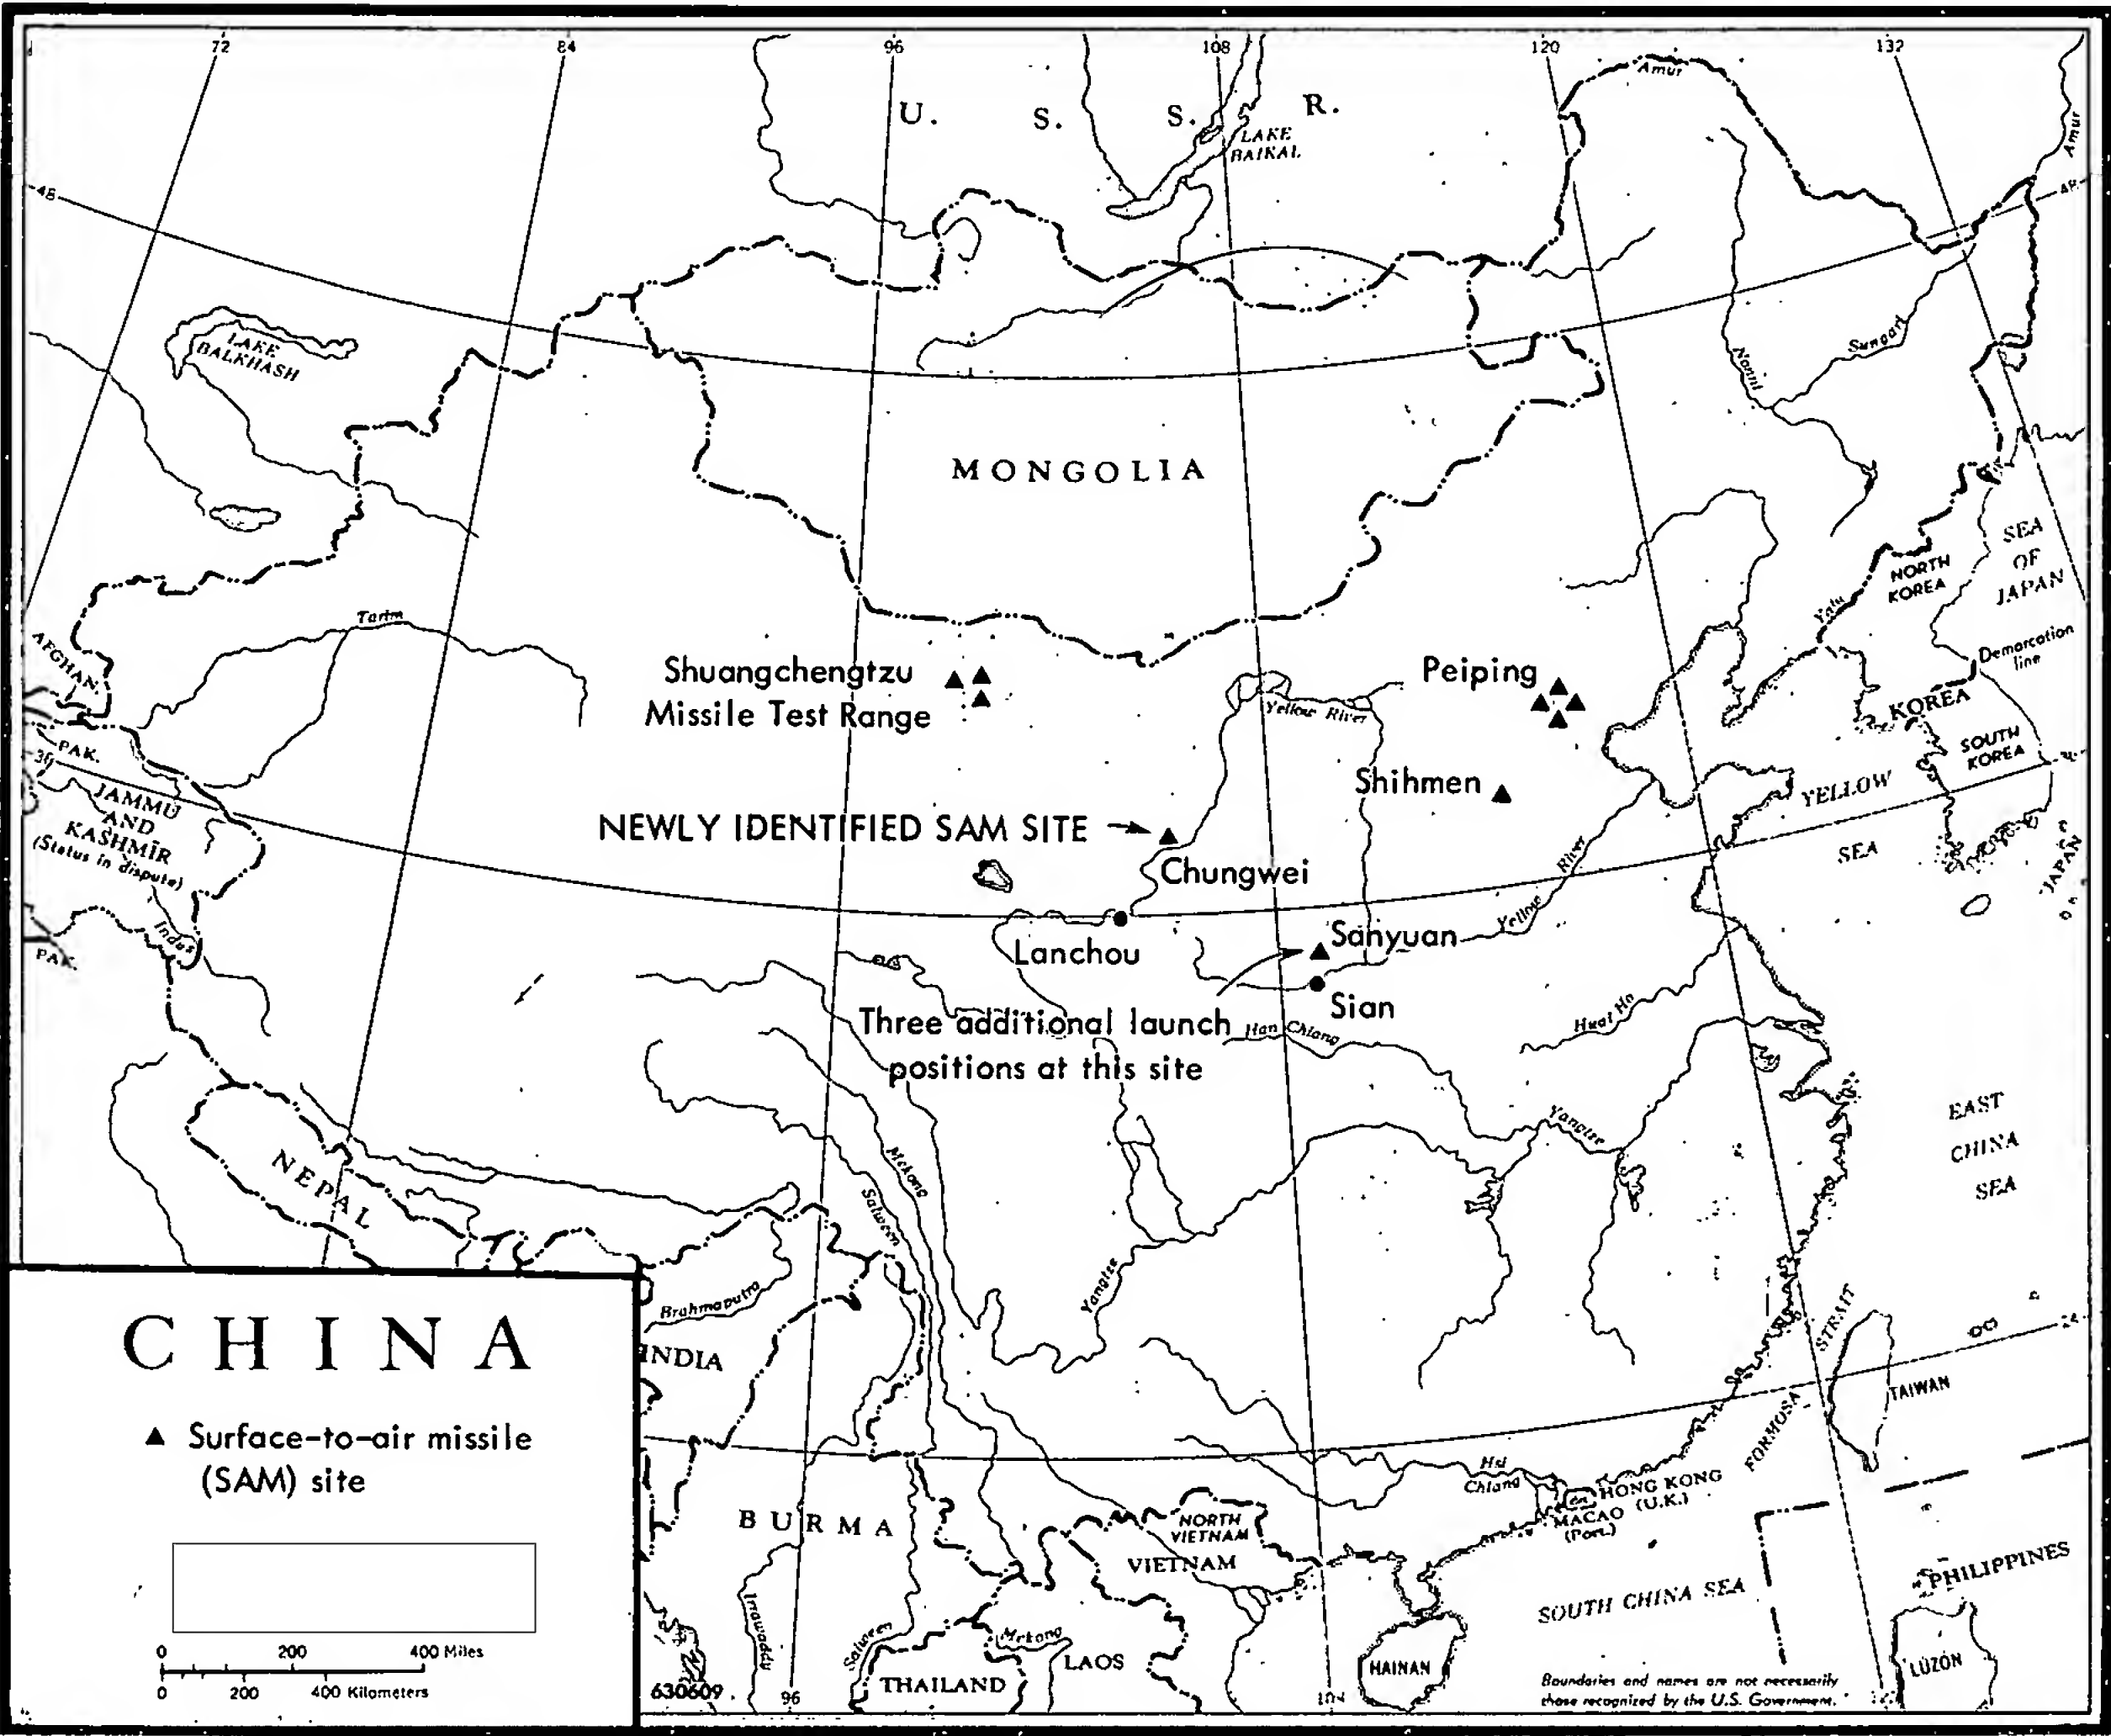 72
84
96
108
120
132
Amur
U. S. S. R.
LAKE
BAIKAL
Amur
48
48
LAKE
BALKHASH
Nonni
Sungari
MONGOLIA
SEA
OF
JAPAN
NORTH
KOREA
Yalu
Tarim
AFGHAN.
Demarcation
line
Shuangchengtzu
Missile Test Range
Peiping
Yellow River
KOREA
SOUTH
KOREA
PAK.
36
JAMMU
AND
KASHMIR
(Status in dispute)
Shihmen
YELLOW
SEA
NEWLY IDENTIFIED SAM SITE
Chungwei
JAPAN
Yellow River
Indus
PAK.
Lanchou
Sanyuan
Sian
Three additional launch
positions at this site
Han Chiang
Huai Ho
EAST
CHINA
SEA
Yangtze
NEPAL
Mekong
Salween
Yangtze
Brahmaputra
INDIA
FORMOSA STRAIT
24
TAIWAN
CHINA
Surface-to-air missile
(SAM) site
Hsi
Chiang
HONG KONG
(U.K.)
MACAO
(Port.)
BURMA
NORTH
VIETNAM
VIETNAM
PHILIPPINES
SOUTH CHINA SEA
Irrawaddy
Salween
Mekong
LAOS
HAINAN
LUZON
THAILAND
0 200 400 Miles
0 200 400 Kilometers
630609
96
Boundaries and names are not necessarily
those recognized by the U.S. Government.